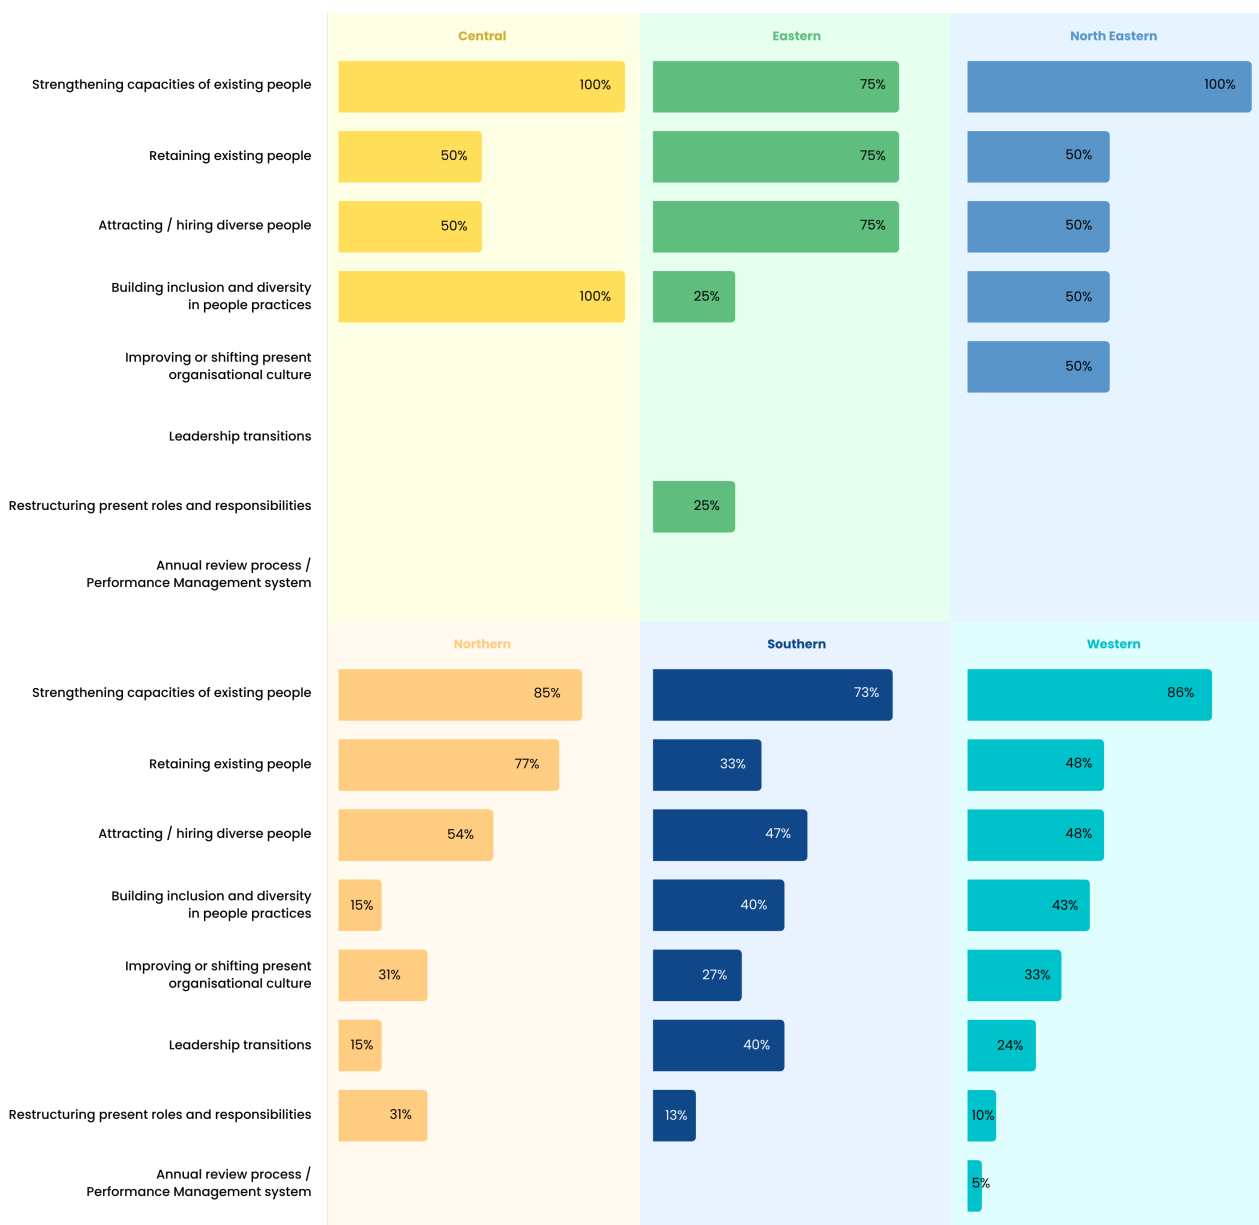 Central Eastern North Eastern
Strengthening capacities of existing people 100% 75% 100%
Retaining existing people 50% 75% 50%
Attracting / hiring diverse people 50% 75% 50%
Building inclusion and diversity
in people practices 100% 25% 50%
Improving or shifting present
organisational culture 50%
Leadership transitions
Restructuring present roles and responsibilities 25%
Annual review process /
Performance Management system
Northern Southern Western
Strengthening capacities of existing people 85% 73% 86%
Retaining existing people 77% 33% 48%
Attracting / hiring diverse people 54% 47% 48%
Building inclusion and diversity
in people practices 15% 40% 43%
Improving or shifting present
organisational culture 31% 27% 33%
Leadership transitions 15% 40% 24%
Restructuring present roles and responsibilities 31% 13% 10%
Annual review process /
Performance Management system 5%